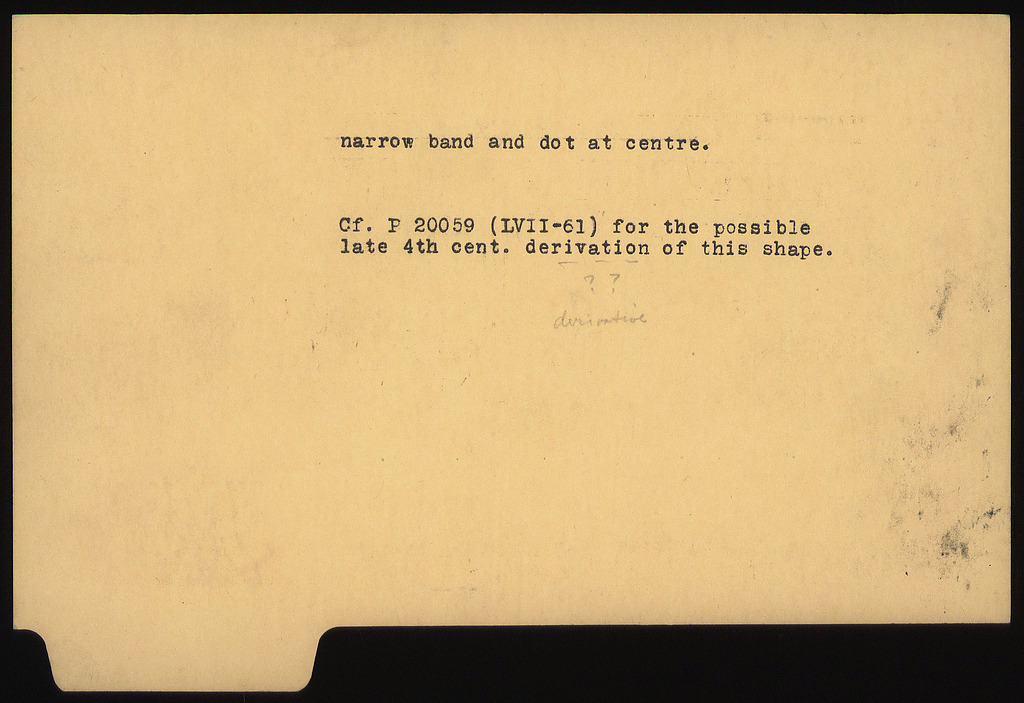 narrow band and dot at centre.
Cf. P 20059 (LVII-61) for the possible
late 4th cent. derivation of this shape.
? ?
derivative